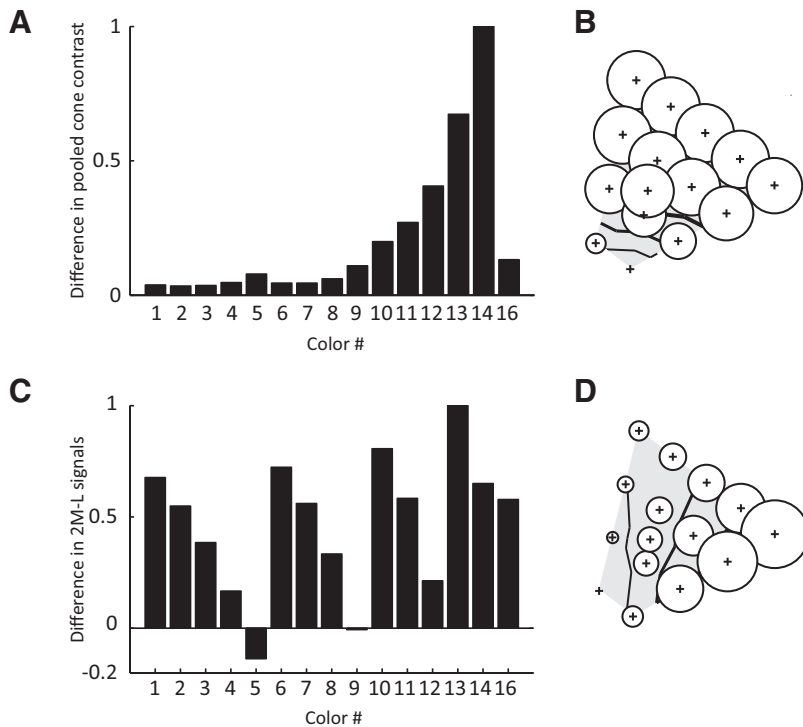 A
Difference in pooled cone contrast
1
0.5
0
1 2 3 4 5 6 7 8 9 10 11 12 13 14 16
Color #
B
C
Difference in 2M-L signals
1
0.5
0
-0.2
1 2 3 4 5 6 7 8 9 10 11 12 13 14 16
Color #
D